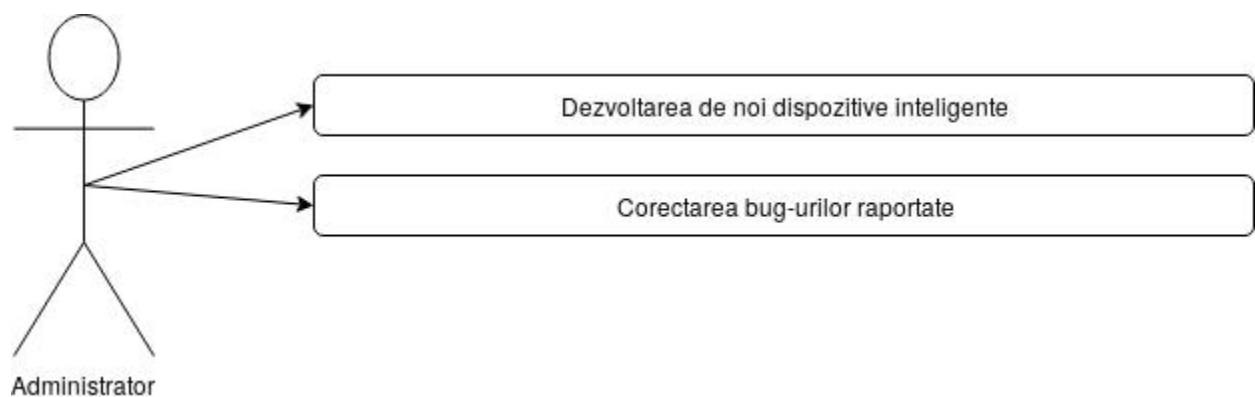 Dezvoltarea de noi dispozitive inteligente
Corectarea bug-urilor raportate
Administrator